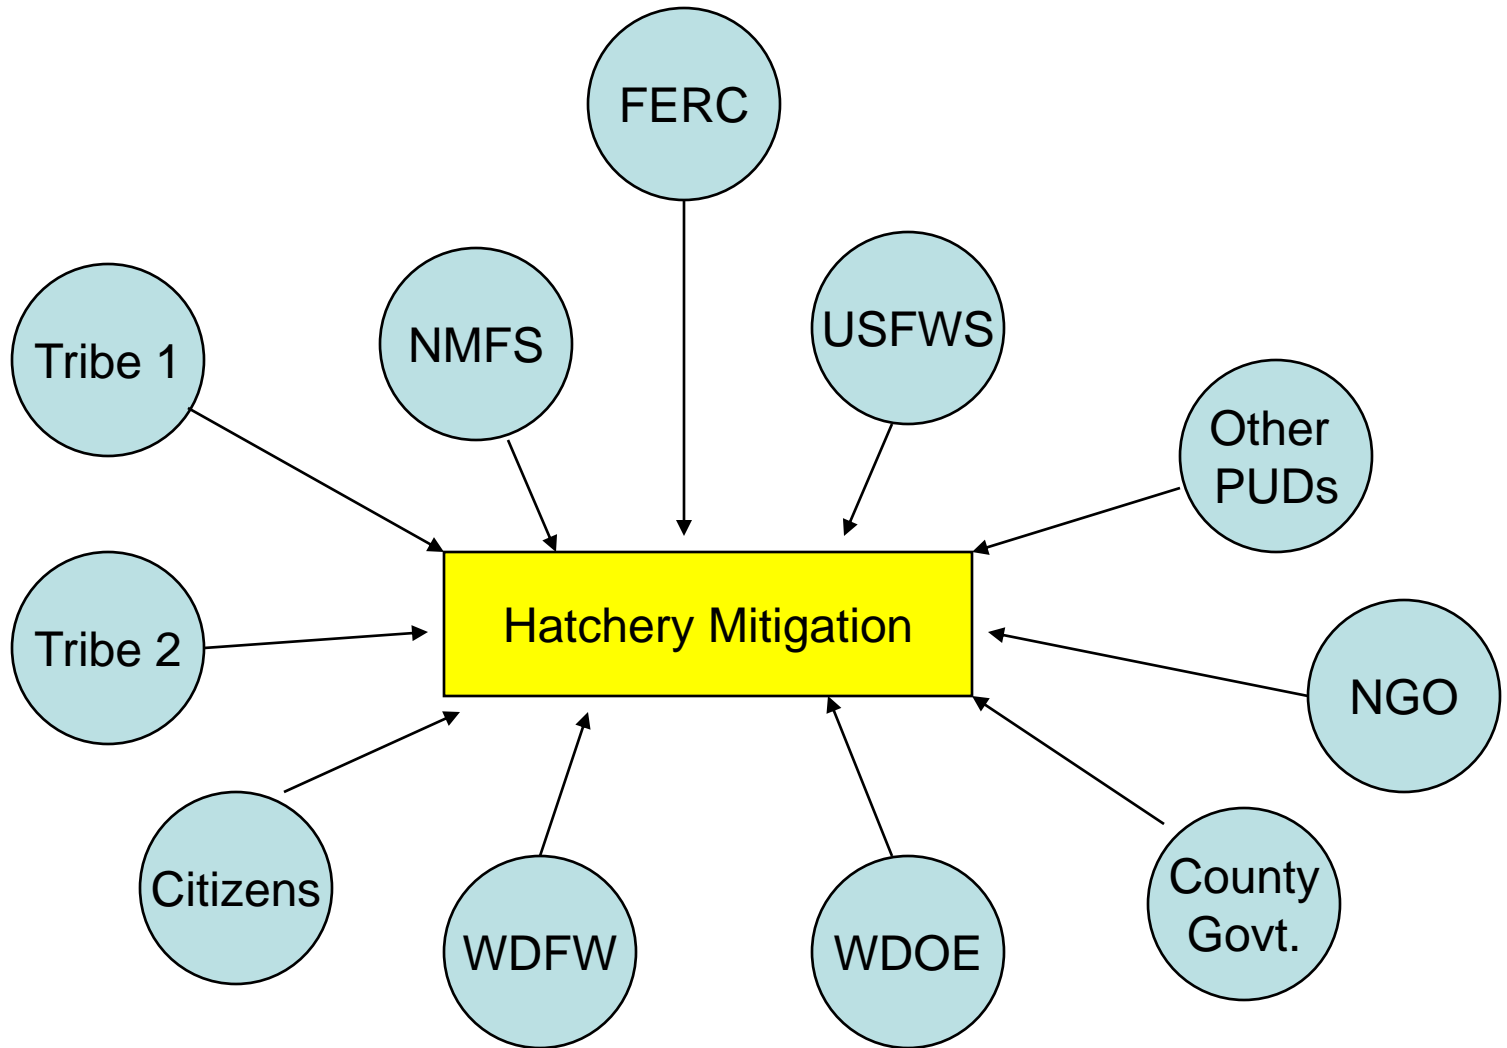 FERC
USFWS
NMFS
Tribe 1
Other
PUDs
Hatchery Mitigation
Tribe 2
NGO
Citizens
County
Govt.
WDFW
WDOE